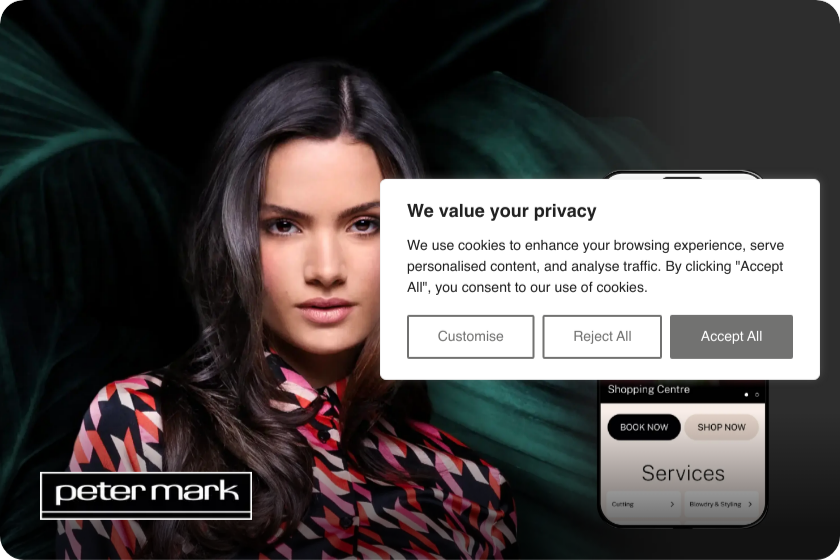 We value your privacy
We use cookies to enhance your browsing experience, serve
personalised content, and analyse traffic. By clicking "Accept
All", you consent to our use of cookies.
Customise
Reject All
Accept All
Shopping Centre
BOOK NOW
SHOP NOW
Services
Cutting
Blowdry & Styling
peter mark